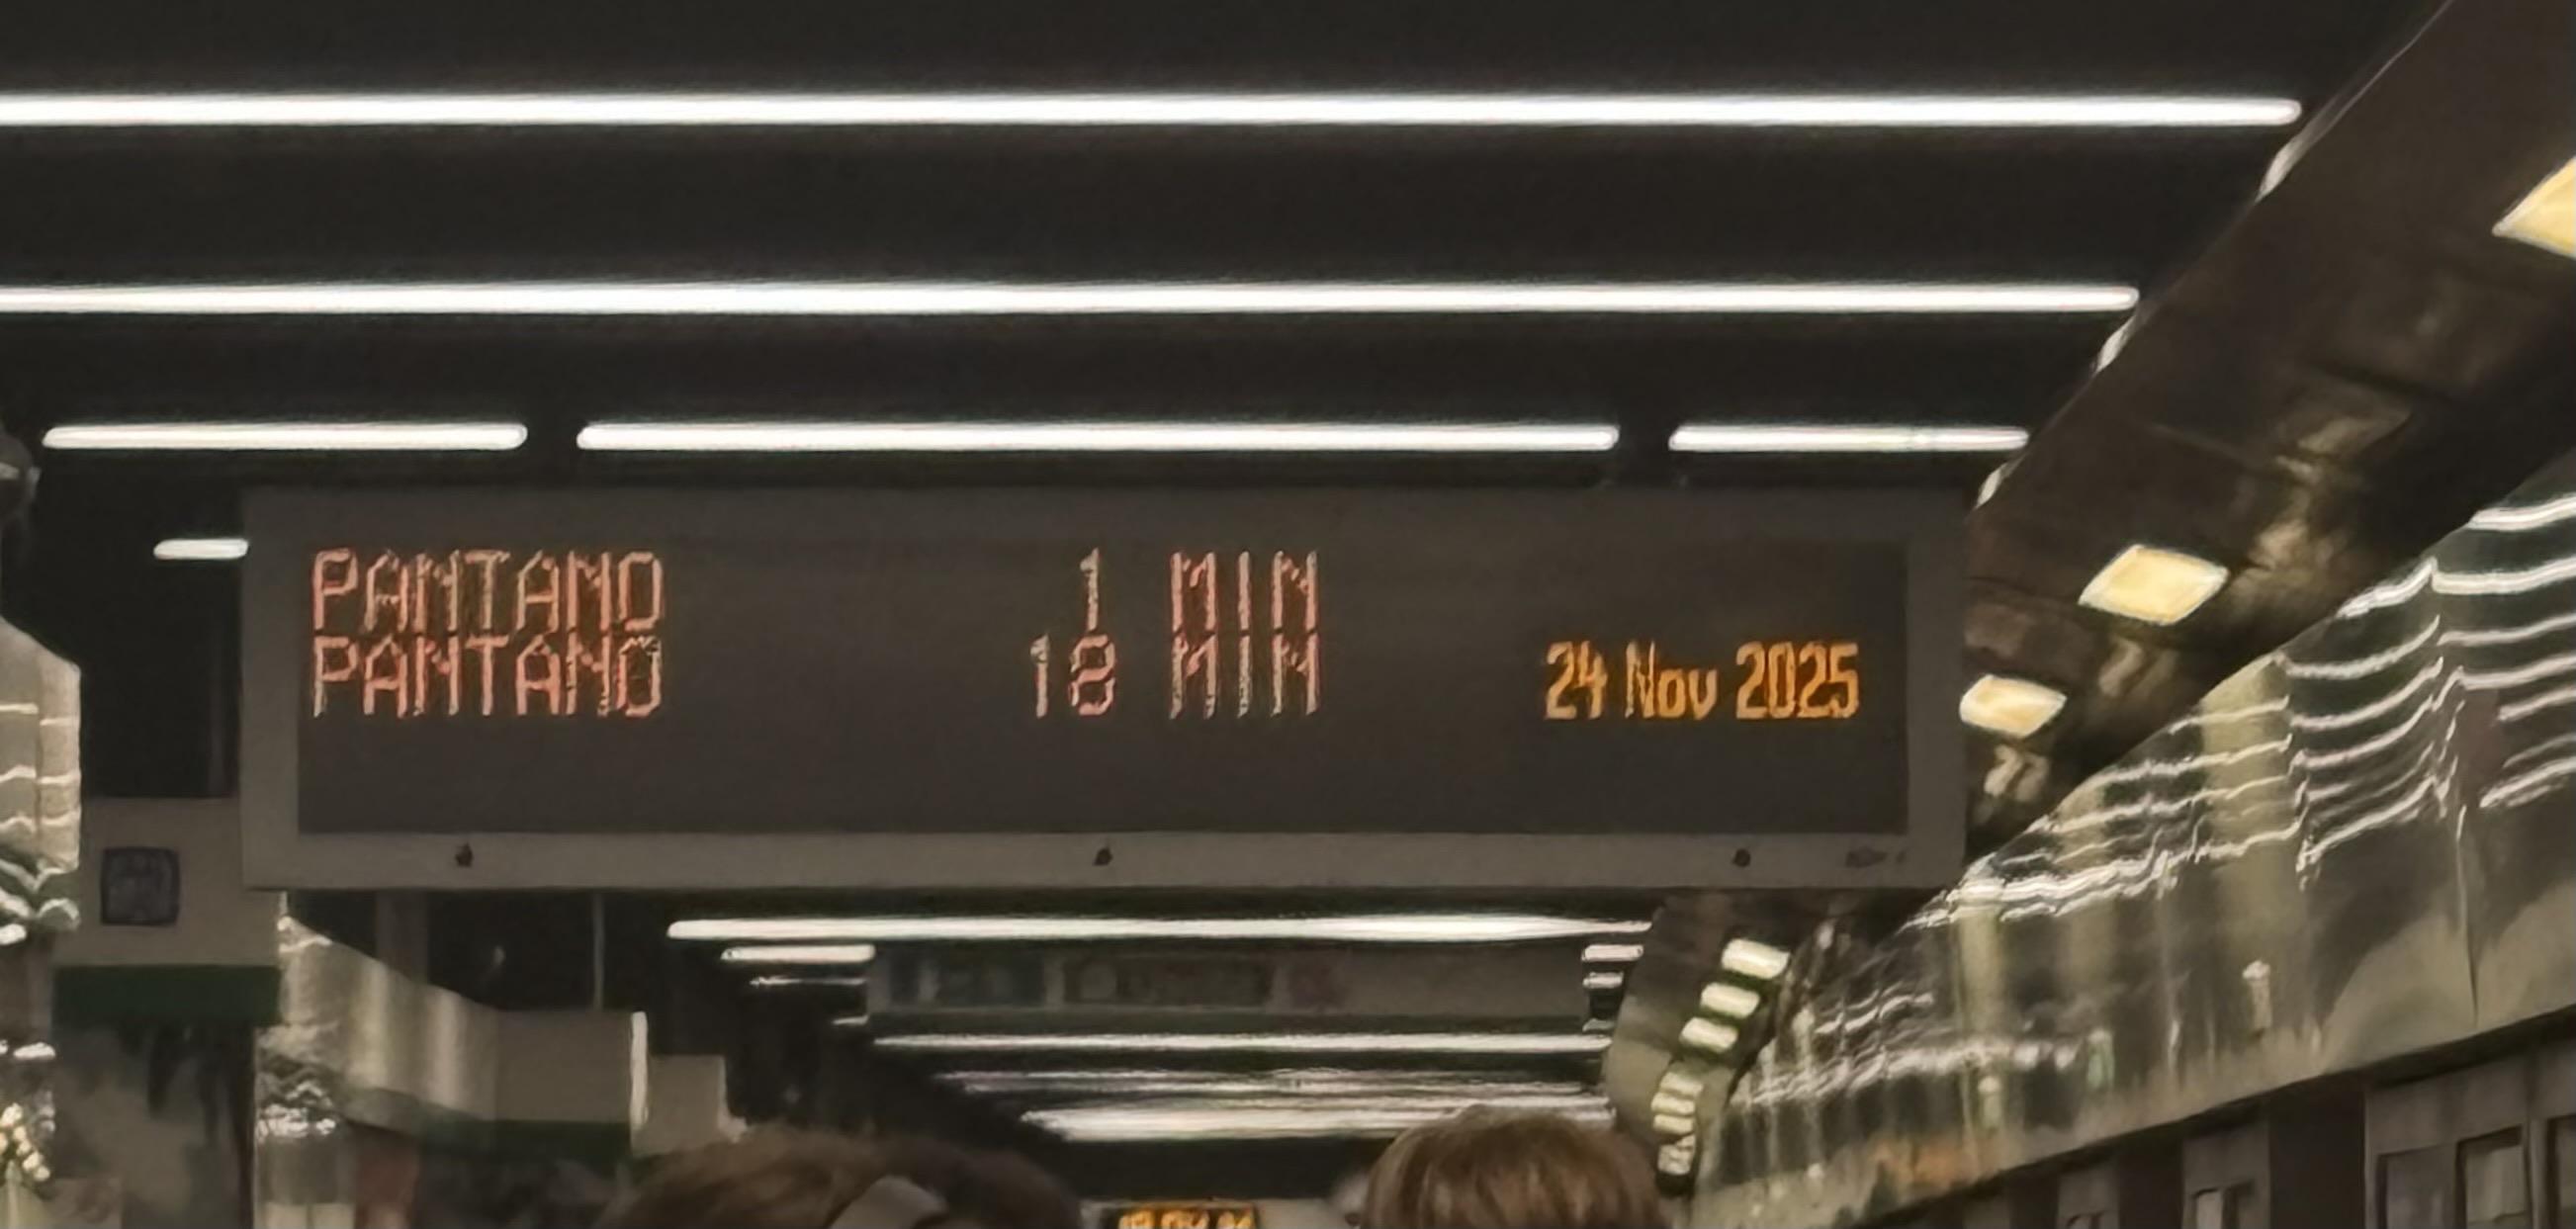 PANTANO 1 MIN
PANTANO 18 MIN 24 Nov 2025